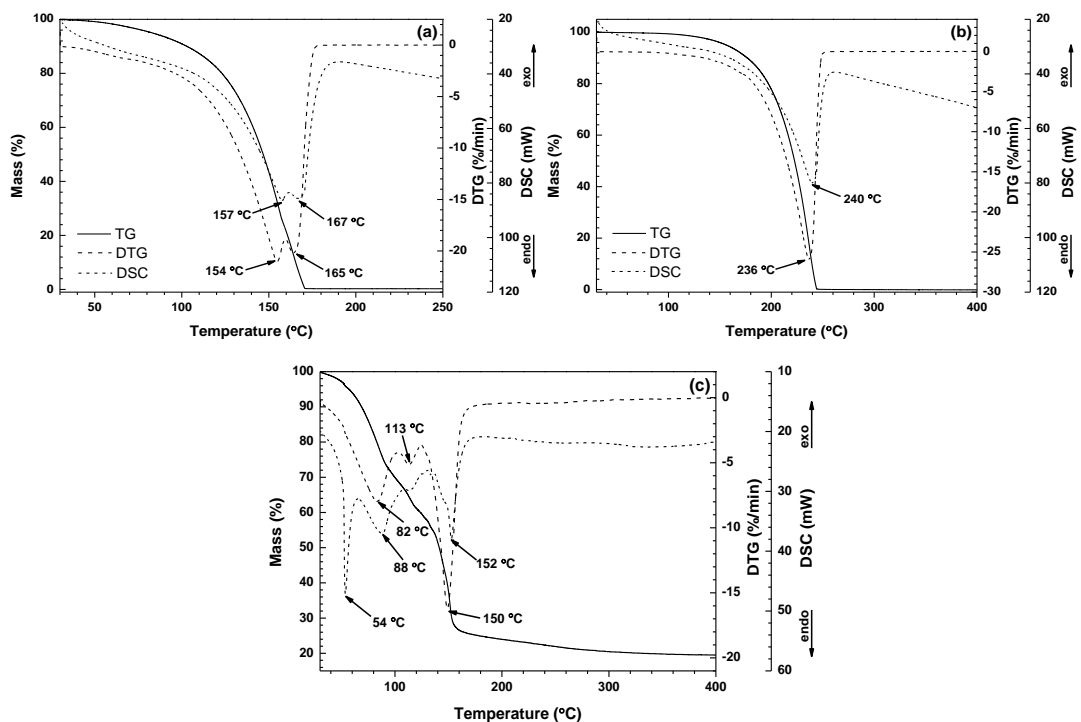 (a)
100
80
60
40
20
0
Mass (%)
50 100 150 200 250
Temperature (ºC)
0
-5
-10
-15
-20
DTG (%/min)
20
40
60
80
100
120
DSC (mW)
exo
endo
157 ºC
167 ºC
154 ºC
165 ºC
TG
DTG
DSC
(b)
100
80
60
40
20
0
Mass (%)
100 200 300 400
Temperature (ºC)
0
-5
-10
-15
-20
-25
-30
DTG (%/min)
20
40
60
80
100
120
DSC (mW)
exo
endo
240 ºC
236 ºC
TG
DTG
DSC
(c)
100
90
80
70
60
50
40
30
20
Mass (%)
100 200 300 400
Temperature (ºC)
0
-5
-10
-15
-20
DTG (%/min)
10
20
30
40
50
60
DSC (mW)
exo
endo
113 ºC
82 ºC
88 ºC
152 ºC
54 ºC
150 ºC